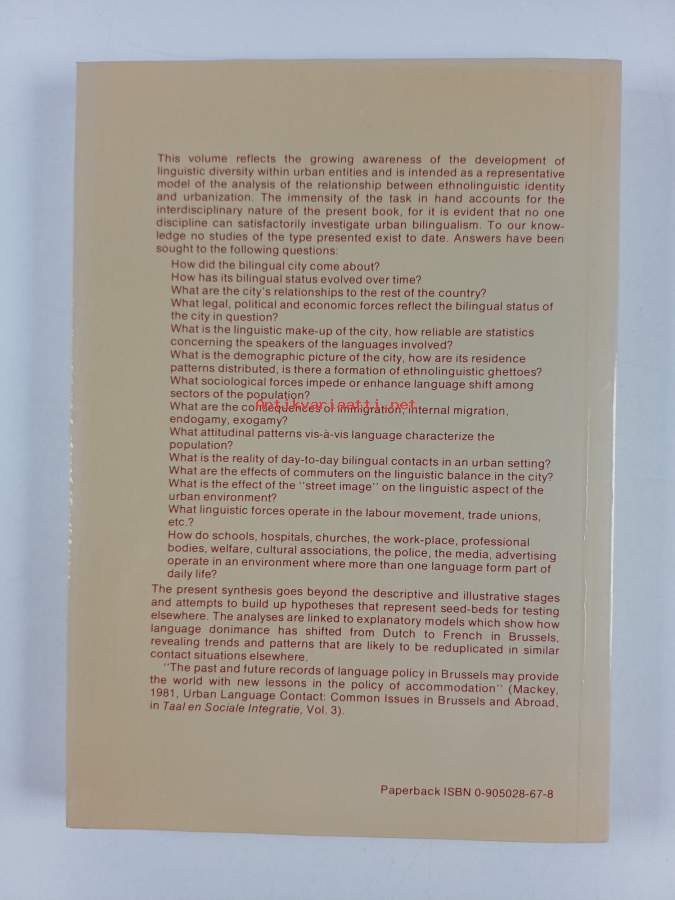 This volume reflects the growing awareness of the development of
linguistic diversity within urban entities and is intended as a representative
model of the analysis of the relationship between ethnolinguistic identity
and urbanization. The immensity of the task in hand accounts for the
interdisciplinary nature of the present book, for it is evident that no one
discipline can satisfactorily investigate urban bilingualism. To our know-
ledge no studies of the type presented exist to date. Answers have been
sought to the following questions:
How did the bilingual city come about?
How has its bilingual status evolved over time?
What are the city's relationships to the rest of the country?
What legal, political and economic forces reflect the bilingual status of
the city in question?
What is the linguistic make-up of the city, how reliable are statistics
concerning the speakers of the languages involved?
What is the demographic picture of the city, how are its residence
patterns distributed, is there a formation of ethnolinguistic ghettoes?
What sociological forces impede or enhance language shift among
sectors of the population?
Antikvariaatti.net
What are the consequences of immigration, internal migration,
endogamy, exogamy?
What attitudinal patterns vis-à-vis language characterize the
population?
What is the reality of day-to-day bilingual contacts in an urban setting?
What are the effects of commuters on the linguistic balance in the city?
What is the effect of the "street image" on the linguistic aspect of the
urban environment?
What linguistic forces operate in the labour movement, trade unions,
etc.?
How do schools, hospitals, churches, the work-place, professional
bodies, welfare, cultural associations, the police, the media, advertising
operate in an environment where more than one language form part of
daily life?
The present synthesis goes beyond the descriptive and illustrative stages
and attempts to build up hypotheses that represent seed-beds for testing
elsewhere. The analyses are linked to explanatory models which show how
language donimance has shifted from Dutch to French in Brussels,
revealing trends and patterns that are likely to be reduplicated in similar
contact situations elsewhere.
"The past and future records of language policy in Brussels may provide
the world with new lessons in the policy of accommodation" (Mackey,
1981, Urban Language Contact: Common Issues in Brussels and Abroad,
in Taal en Sociale Integratie, Vol. 3).
Paperback ISBN 0-905028-67-8